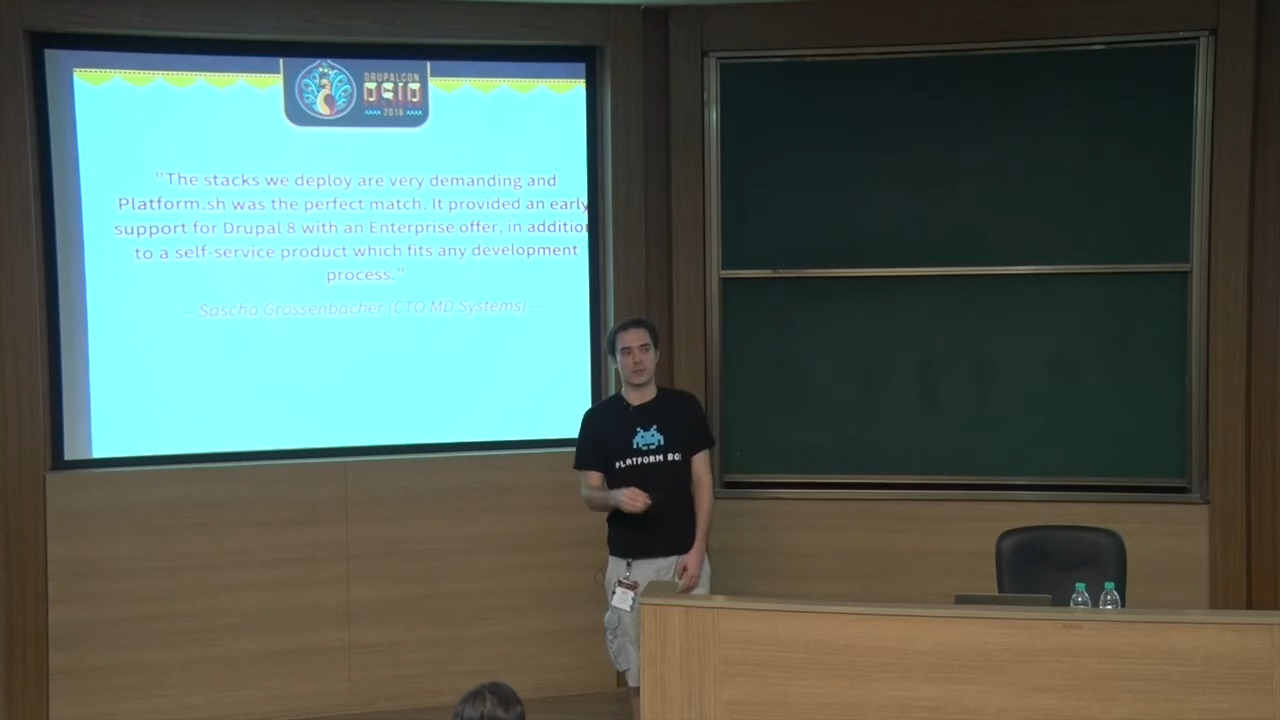 DRUPALCON
2016
"The stacks we deploy are very demanding and
Platform.sh was the perfect match. It provided an early
support for Drupal 8 with an Enterprise offer, in addition
to a self-service product which fits any development
process."
-- Sascha Grossenbacher (CTO MD Systems) --
PLATFORM BO